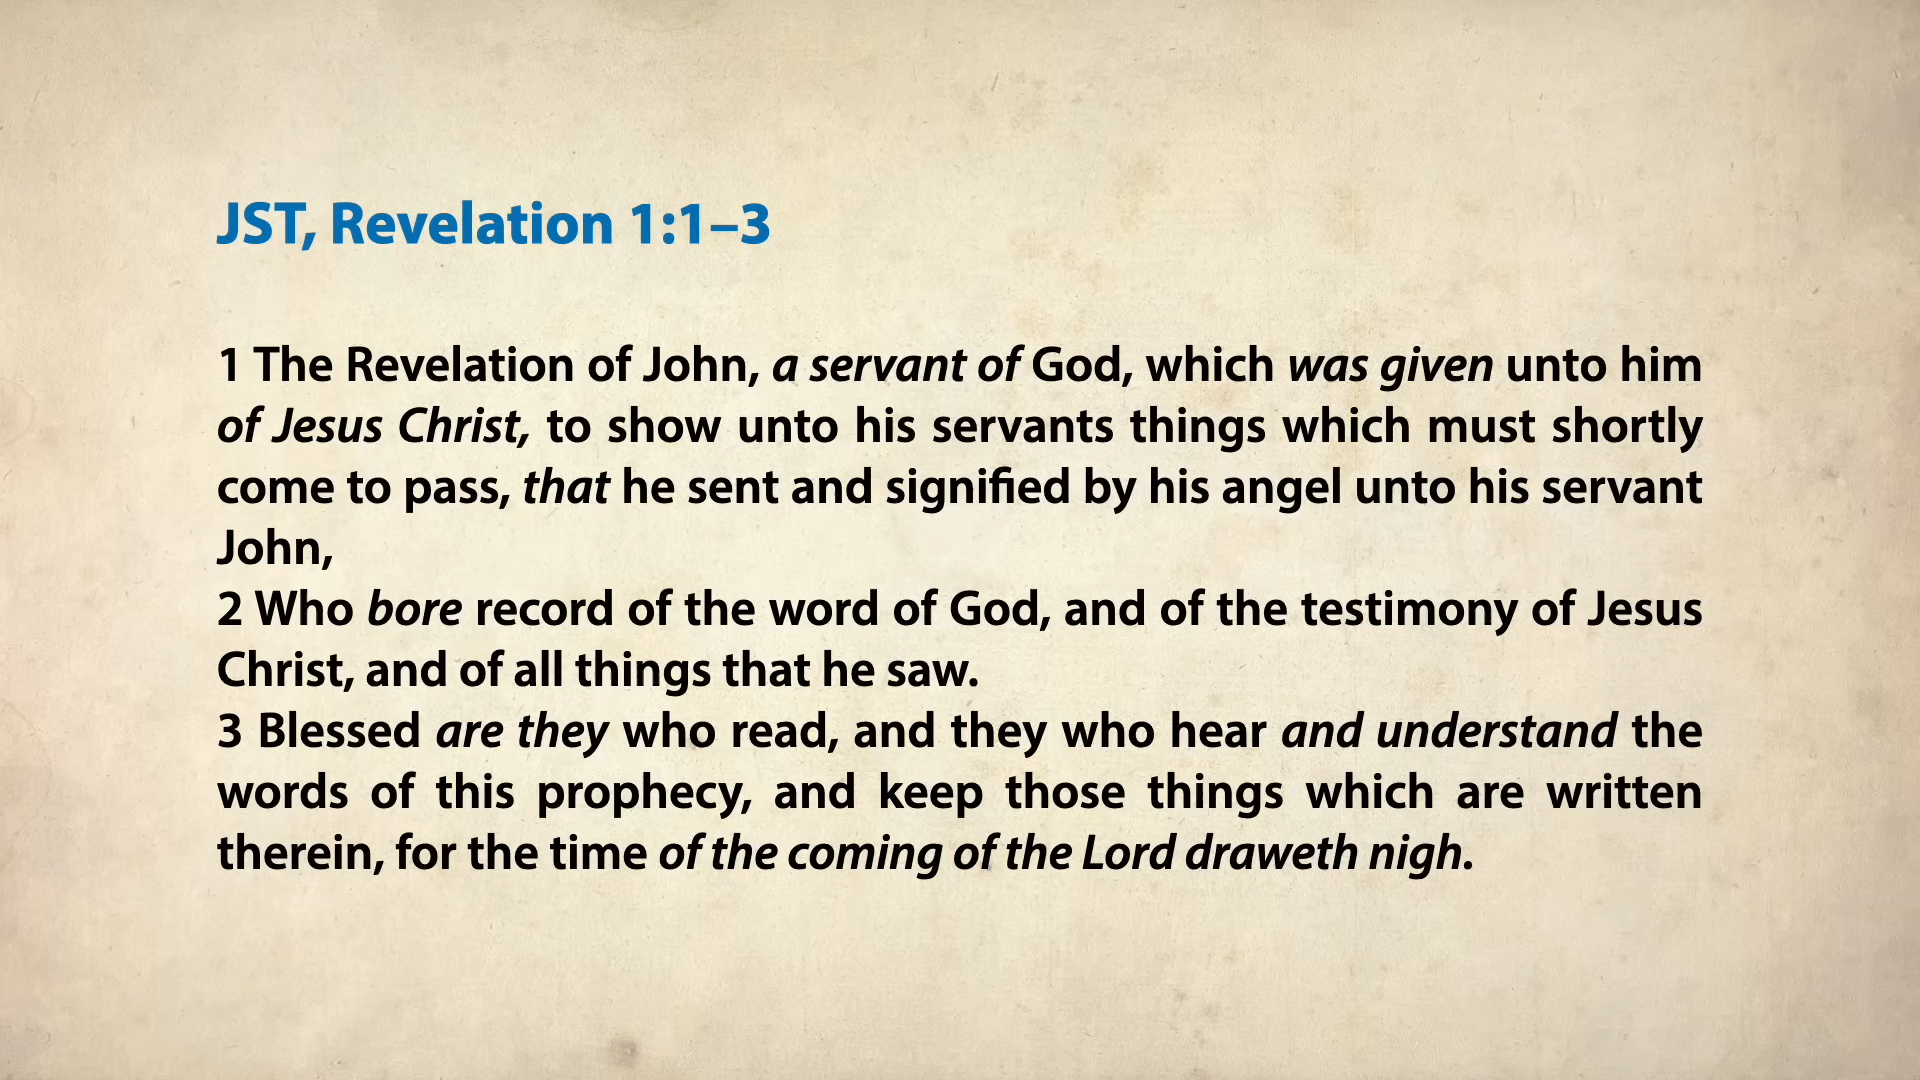 JST, Revelation 1:1–3
1 The Revelation of John, a servant of God, which was given unto him
of Jesus Christ, to show unto his servants things which must shortly
come to pass, that he sent and signified by his angel unto his servant
John,
2 Who bore record of the word of God, and of the testimony of Jesus
Christ, and of all things that he saw.
3 Blessed are they who read, and they who hear and understand the
words of this prophecy, and keep those things which are written
therein, for the time of the coming of the Lord draweth nigh.